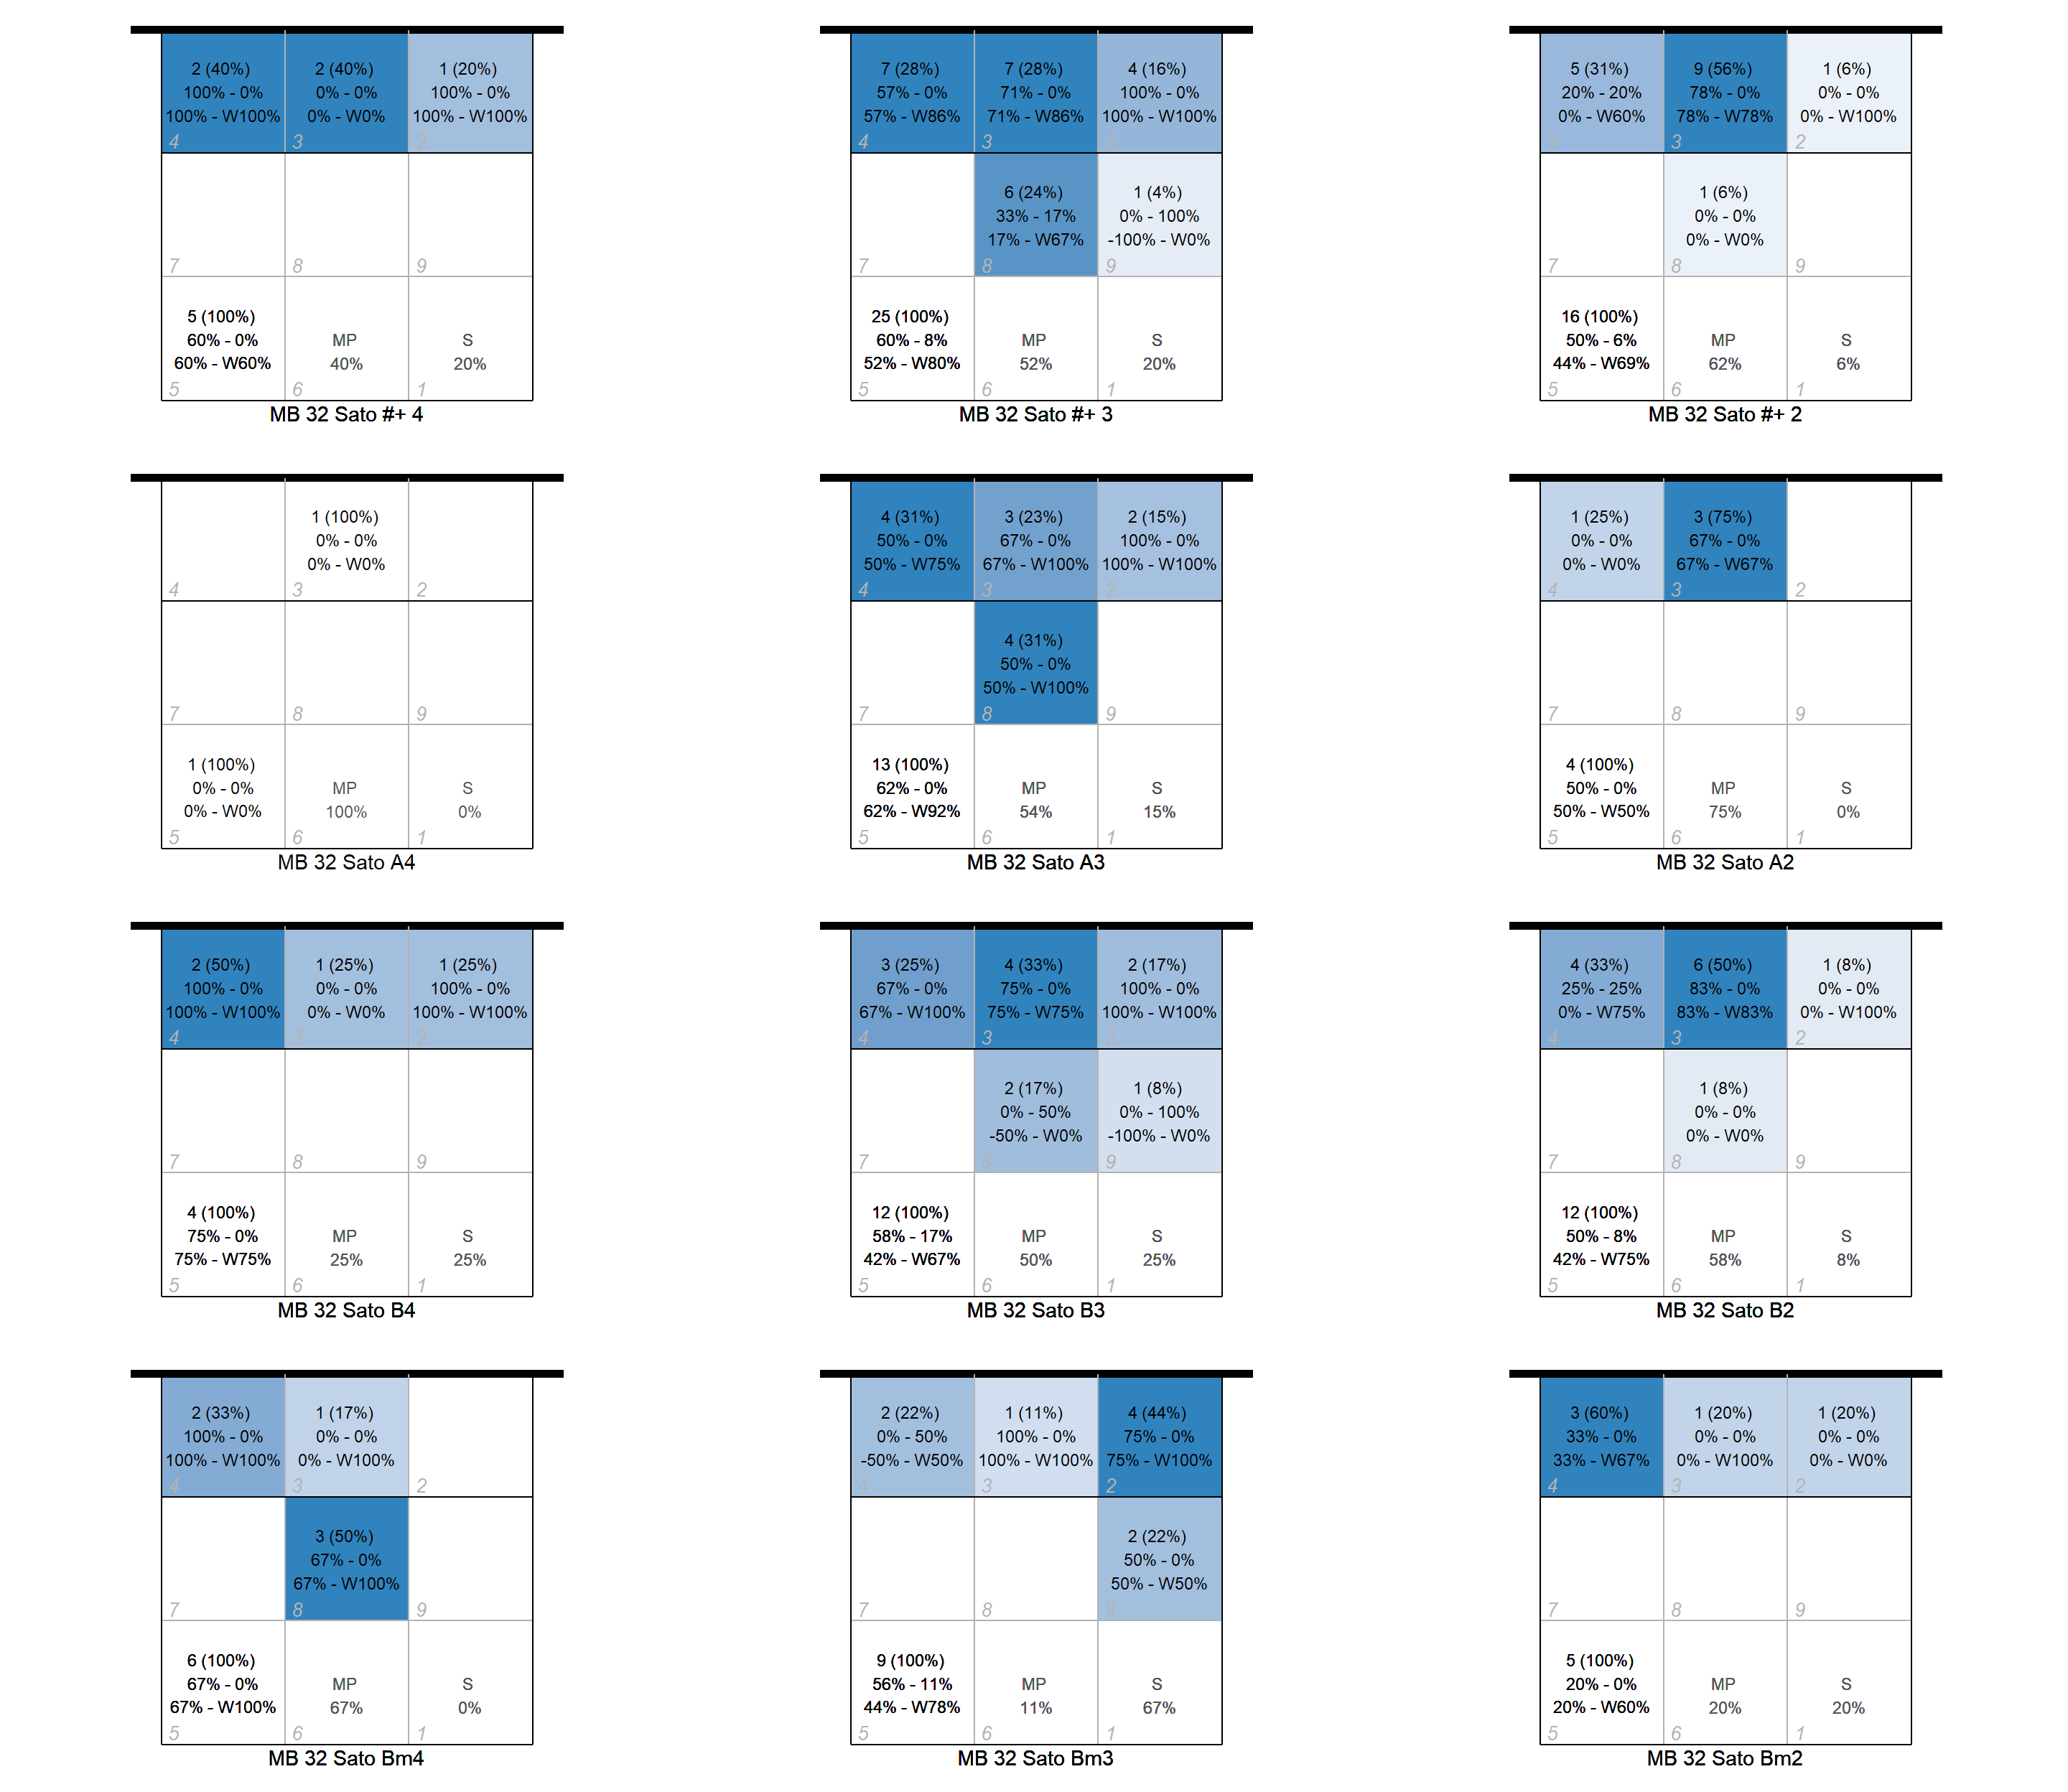 2 (40%)
100% - 0%
100% - W100%
4
2 (40%)
0% - 0%
0% - W0%
3
1 (20%)
100% - 0%
100% - W100%
2
7
8
9
5 (100%)
60% - 0%
60% - W60%
5
MP
40%
6
S
20%
1
MB 32 Sato #+ 4
7 (28%)
57% - 0%
57% - W86%
4
7 (28%)
71% - 0%
71% - W86%
3
4 (16%)
100% - 0%
100% - W100%
2
7
6 (24%)
33% - 17%
17% - W67%
8
1 (4%)
0% - 100%
-100% - W0%
9
25 (100%)
60% - 8%
52% - W80%
5
MP
52%
6
S
20%
1
MB 32 Sato #+ 3
5 (31%)
20% - 20%
0% - W60%
4
9 (56%)
78% - 0%
78% - W78%
3
1 (6%)
0% - 0%
0% - W100%
2
7
1 (6%)
0% - 0%
0% - W0%
8
9
16 (100%)
50% - 6%
44% - W69%
5
MP
62%
6
S
6%
1
MB 32 Sato #+ 2
4
1 (100%)
0% - 0%
0% - W0%
3
2
7
8
9
1 (100%)
0% - 0%
0% - W0%
5
MP
100%
6
S
0%
1
MB 32 Sato A4
4 (31%)
50% - 0%
50% - W75%
4
3 (23%)
67% - 0%
67% - W100%
3
2 (15%)
100% - 0%
100% - W100%
2
7
4 (31%)
50% - 0%
50% - W100%
8
9
13 (100%)
62% - 0%
62% - W92%
5
MP
54%
6
S
15%
1
MB 32 Sato A3
1 (25%)
0% - 0%
0% - W0%
4
3 (75%)
67% - 0%
67% - W67%
3
2
7
8
9
4 (100%)
50% - 0%
50% - W50%
5
MP
75%
6
S
0%
1
MB 32 Sato A2
2 (50%)
100% - 0%
100% - W100%
4
1 (25%)
0% - 0%
0% - W0%
3
1 (25%)
100% - 0%
100% - W100%
2
7
8
9
4 (100%)
75% - 0%
75% - W75%
5
MP
25%
6
S
25%
1
MB 32 Sato B4
3 (25%)
67% - 0%
67% - W100%
4
4 (33%)
75% - 0%
75% - W75%
3
2 (17%)
100% - 0%
100% - W100%
2
7
2 (17%)
0% - 50%
-50% - W0%
8
1 (8%)
0% - 100%
-100% - W0%
9
12 (100%)
58% - 17%
42% - W67%
5
MP
50%
6
S
25%
1
MB 32 Sato B3
4 (33%)
25% - 25%
0% - W75%
4
6 (50%)
83% - 0%
83% - W83%
3
1 (8%)
0% - 0%
0% - W100%
2
7
1 (8%)
0% - 0%
0% - W0%
8
9
12 (100%)
50% - 8%
42% - W75%
5
MP
58%
6
S
8%
1
MB 32 Sato B2
2 (33%)
100% - 0%
100% - W100%
4
1 (17%)
0% - 0%
0% - W100%
3
2
7
3 (50%)
67% - 0%
67% - W100%
8
9
6 (100%)
67% - 0%
67% - W100%
5
MP
67%
6
S
0%
1
MB 32 Sato Bm4
2 (22%)
0% - 50%
-50% - W50%
4
1 (11%)
100% - 0%
100% - W100%
3
4 (44%)
75% - 0%
75% - W100%
2
7
8
2 (22%)
50% - 0%
50% - W50%
9
9 (100%)
56% - 11%
44% - W78%
5
MP
11%
6
S
67%
1
MB 32 Sato Bm3
3 (60%)
33% - 0%
33% - W67%
4
1 (20%)
0% - 0%
0% - W100%
3
1 (20%)
0% - 0%
0% - W0%
2
7
8
9
5 (100%)
20% - 0%
20% - W60%
5
MP
20%
6
S
20%
1
MB 32 Sato Bm2